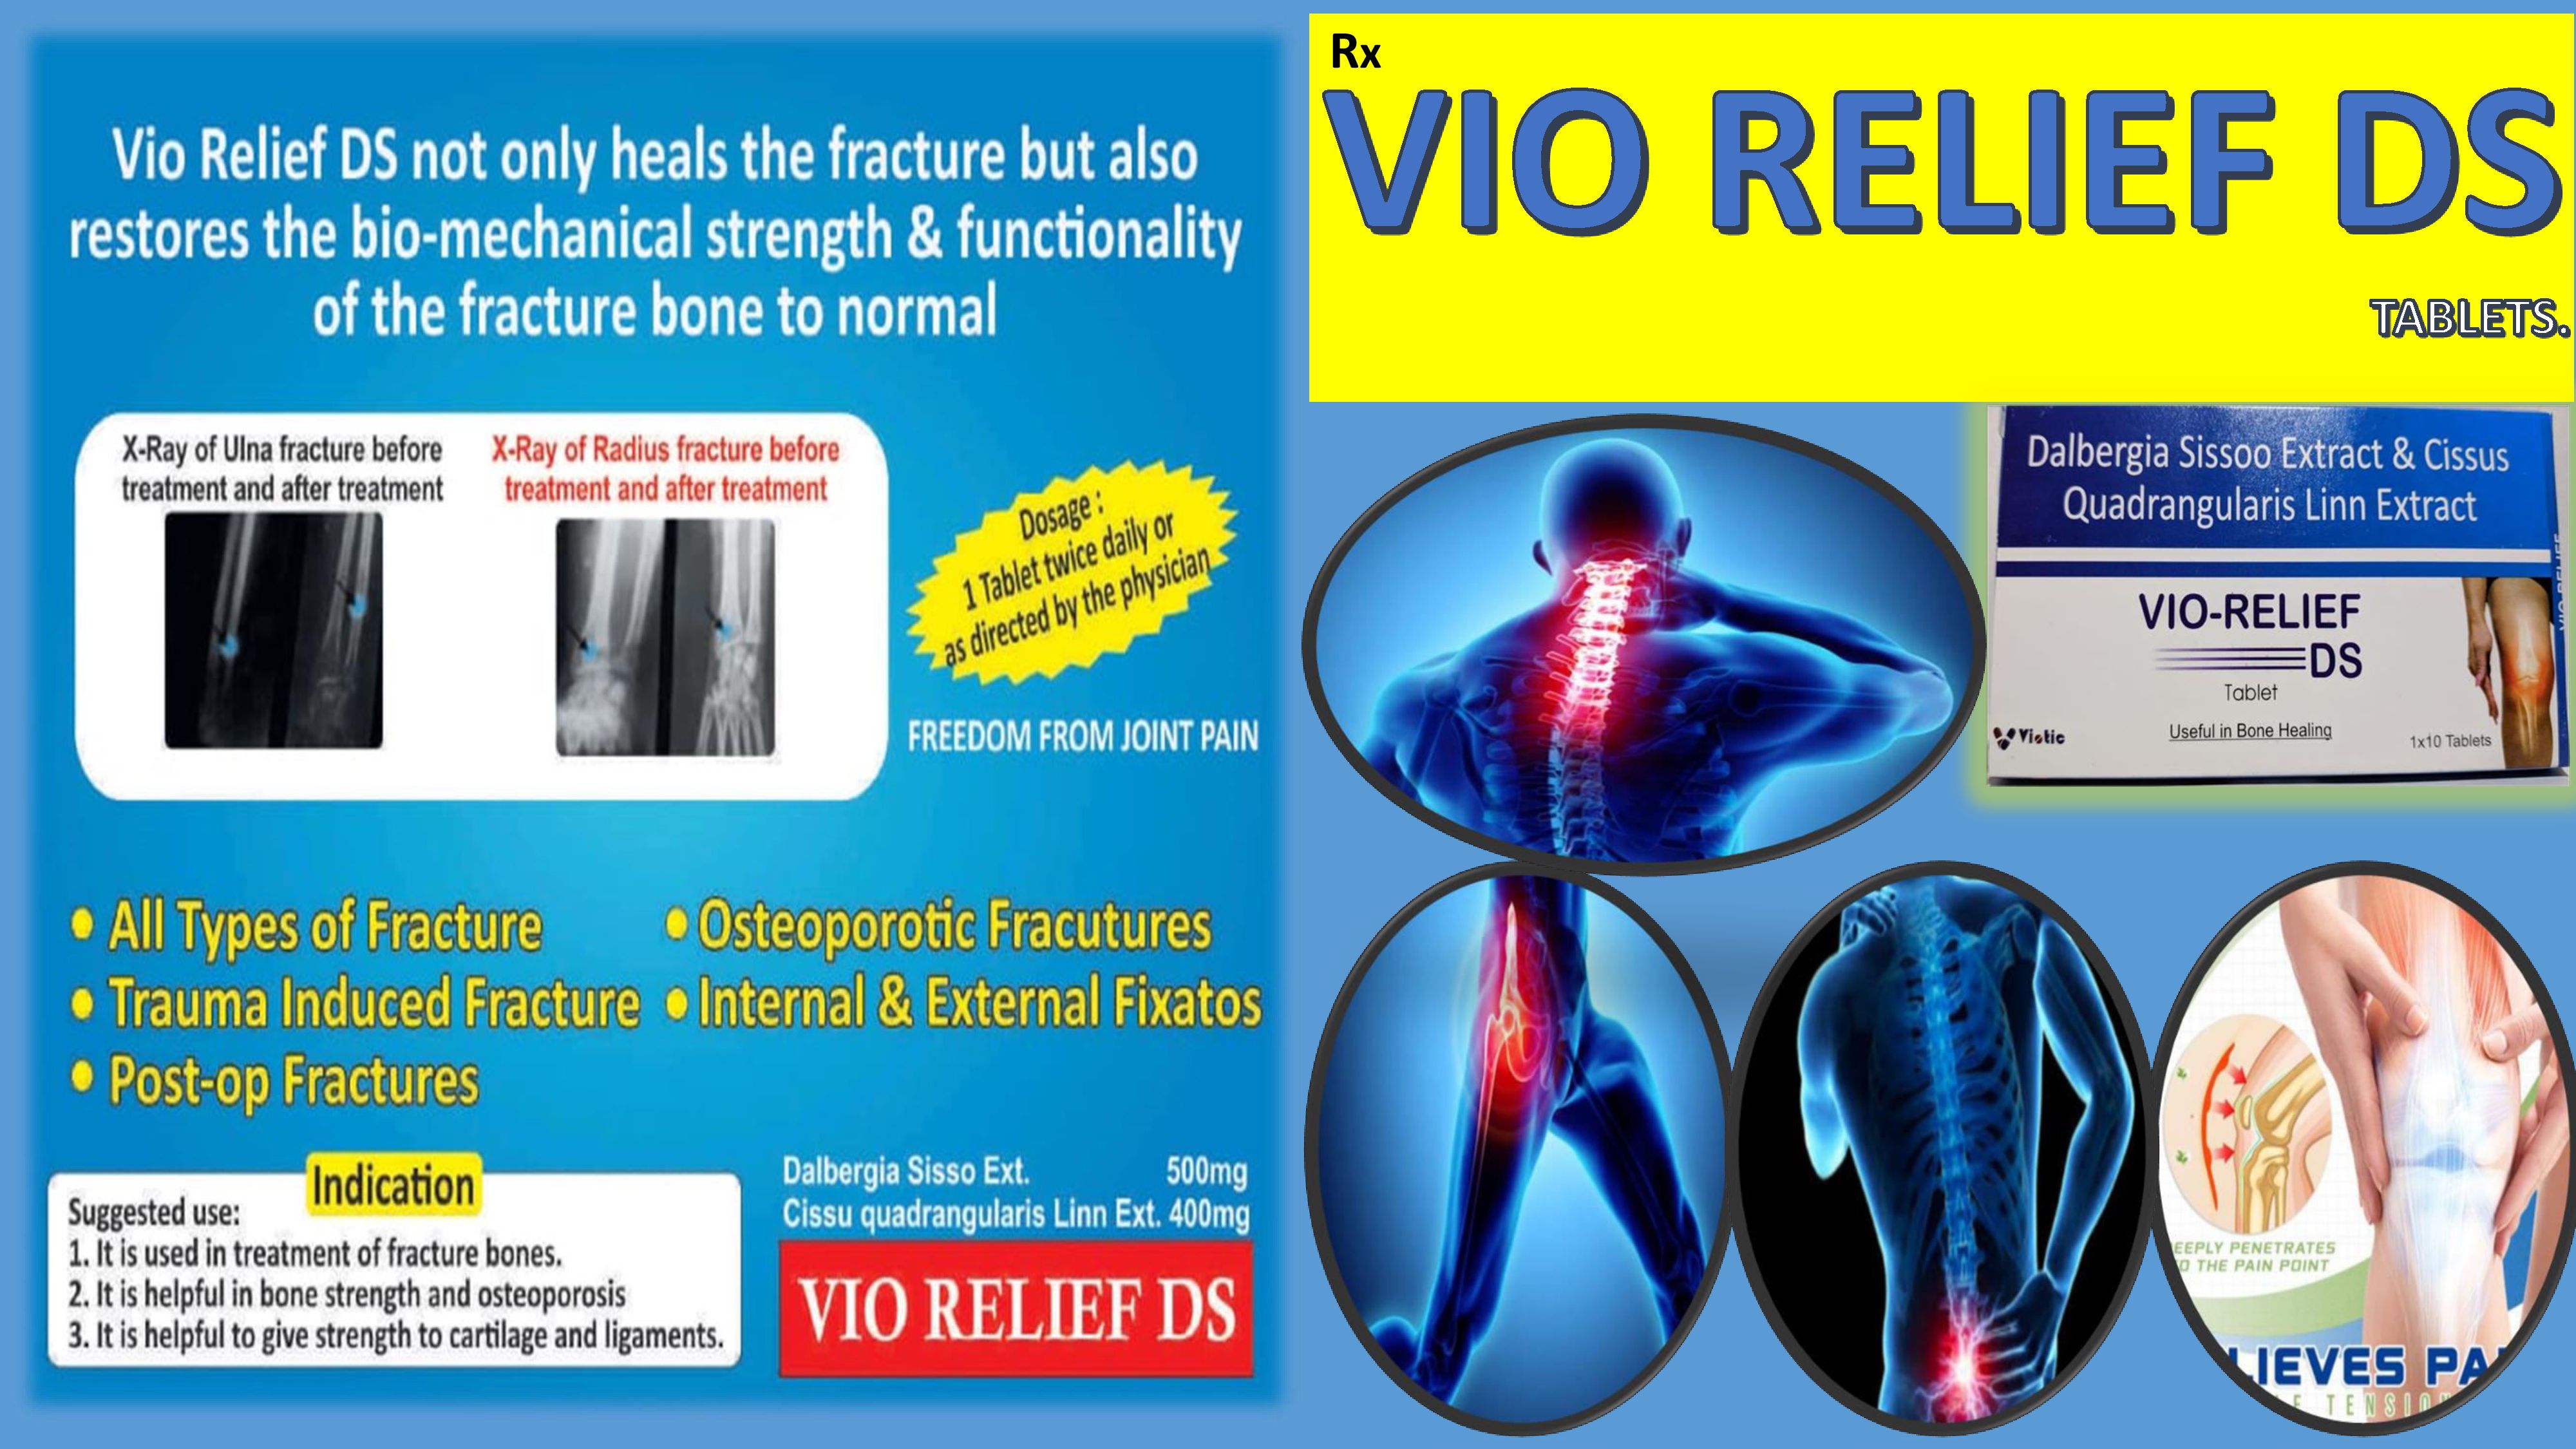 Vio Relief DS not only heals the fracture but also
restores the bio-mechanical strength & functionality
of the fracture bone to normal
X-Ray of Ulna fracture before
treatment and after treatment
X-Ray of Radius fracture before
treatment and after treatment
Dosage :
1 Tablet twice daily or
as directed by the physician
FREEDOM FROM JOINT PAIN
• All Types of Fracture
• Trauma Induced Fracture
• Post-op Fractures
• Osteoporotic Fracutures
• Internal & External Fixatos
Indication
Suggested use:
1. It is used in treatment of fracture bones.
2. It is helpful in bone strength and osteoporosis
3. It is helpful to give strength to cartilage and ligaments.
Dalbergia Sisso Ext. 500mg
Cissu quadrangularis Linn Ext. 400mg
VIO RELIEF DS
Rx
VIO RELIEF DS
TABLETS.
Dalbergia Sissoo Extract & Cissus
Quadrangularis Linn Extract
VIO-RELIEF
DS
Tablet
Useful in Bone Healing
Viotic
1x10 Tablets
VIO RELIEF
PENETRATES
THE PAIN POINT